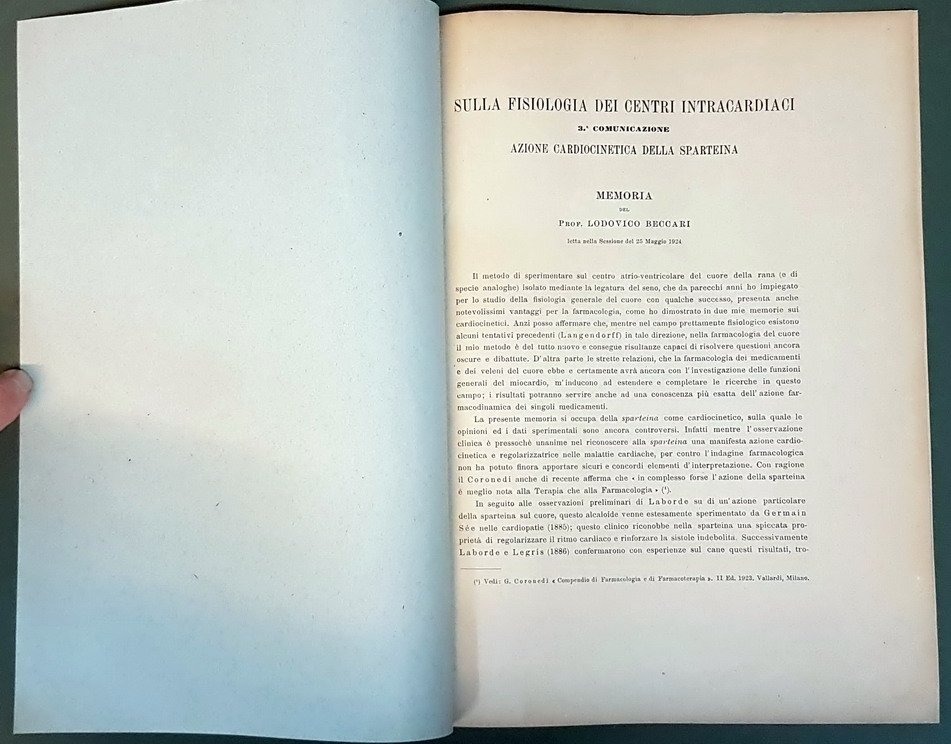 SULLA FISIOLOGIA DEI CENTRI INTRACARDIACI
3.ª COMUNICAZIONE
AZIONE CARDIOCINETICA DELLA SPARTEINA
MEMORIA
DEL
PROF. LODOVICO BECCARI
letta nella Sessione del 25 Maggio 1924
Il metodo di sperimentare sul centro atrio-ventricolare del cuore della rana (e di
specie analoghe) isolato mediante la legatura del seno, che da parecchi anni ho impiegato
per lo studio della fisiologia generale del cuore con qualche successo, presenta anche
notevolissimi vantaggi per la farmacologia, come ho dimostrato in due mie memorie sui
cardiocinetici. Anzi posso affermare che, mentre nel campo prettamente fisiologico esistono
alcuni tentativi precedenti (Langendorff) in tale direzione, nella farmacologia del cuore
il mio metodo è del tutto nuovo e consegue risultanze capaci di risolvere questioni ancora
oscure e dibattute. D'altra parte le strette relazioni, che la farmacologia dei medicamenti
e dei veleni del cuore ebbe e certamente avrà ancora con l'investigazione delle funzioni
generali del miocardio, m'inducono ad estendere e completare le ricerche in questo
campo; i risultati potranno servire anche ad una conoscenza più esatta dell'azione far-
macodinamica dei singoli medicamenti.
La presente memoria si occupa della sparteina come cardiocinetico, sulla quale le
opinioni ed i dati sperimentali sono ancora controversi. Infatti mentre l'osservazione
clinica è pressochè unanime nel riconoscere alla sparteina una manifesta azione cardio-
cinetica e regolarizzatrice nelle malattie cardiache, per contro l'indagine farmacologica
non ha potuto finora apportare sicuri e concordi elementi d'interpretazione. Con ragione
il Coronedi anche di recente afferma che « in complesso forse l'azione della sparteina
è meglio nota alla Terapia che alla Farmacologia » (¹).
In seguito alle osservazioni preliminari di Laborde su di un'azione particolare
della sparteina sul cuore, questo alcaloide venne estesamente sperimentato da Germain
Sée nelle cardiopatie (1885); questo clinico riconobbe nella sparteina una spiccata pro-
prietà di regolarizzare il ritmo cardiaco e rinforzare la sistole indebolita. Successivamente
Laborde e Legris (1886) confermarono con esperienze sul cane questi risultati, tro-
(¹) Vedi: G. Coronedi « Compendio di Farmacologia e di Farmacoterapia ». II Ed. 1923. Vallardi, Milano.